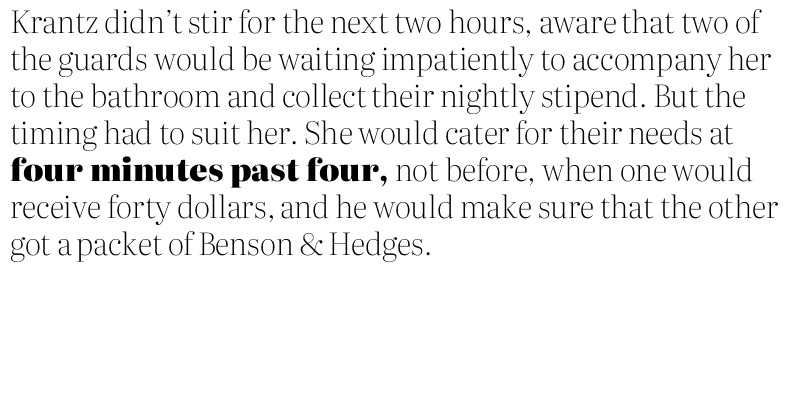 Krantz didn’t stir for the next two hours, aware that two of
the guards would be waiting impatiently to accompany her
to the bathroom and collect their nightly stipend. But the
timing had to suit her. She would cater for their needs at
four minutes past four, not before, when one would
receive forty dollars, and he would make sure that the other
got a packet of Benson & Hedges.